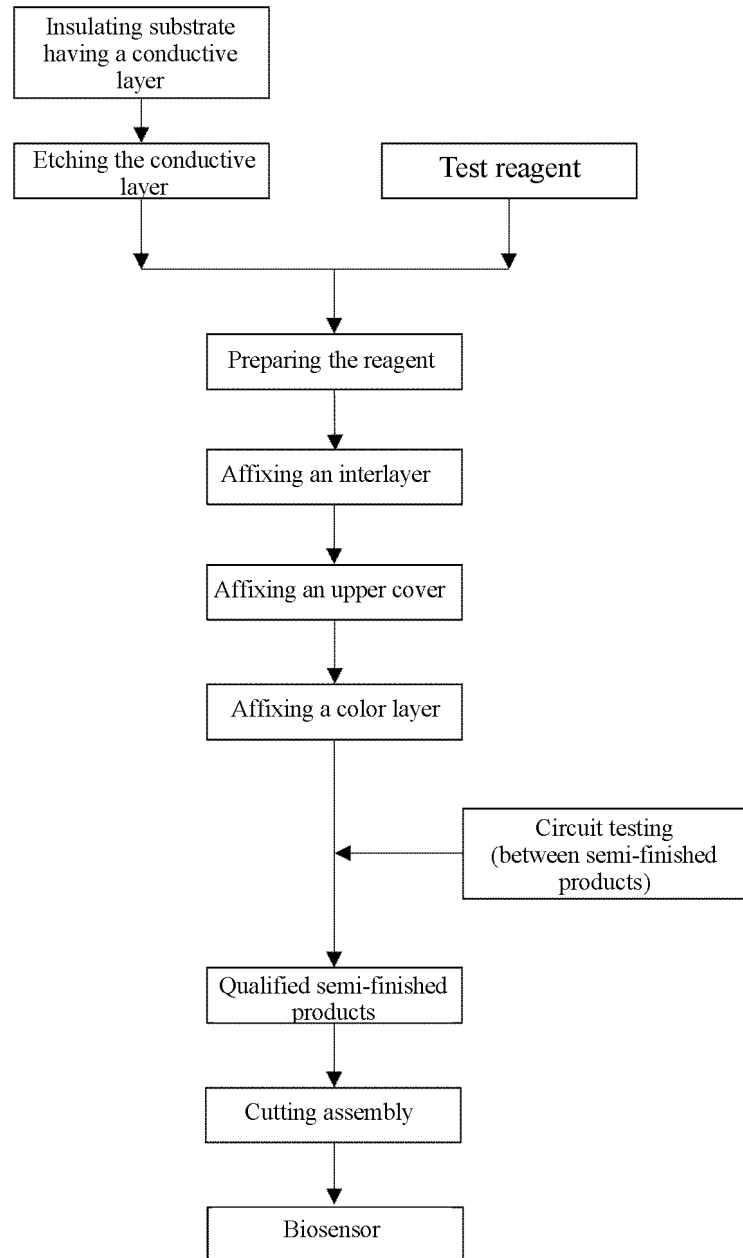 Insulating substrate
having a conductive
layer
Etching the conductive
layer
Test reagent
Preparing the reagent
Affixing an interlayer
Affixing an upper cover
Affixing a color layer
Circuit testing
(between semi-finished
products)
Qualified semi-finished
products
Cutting assembly
Biosensor